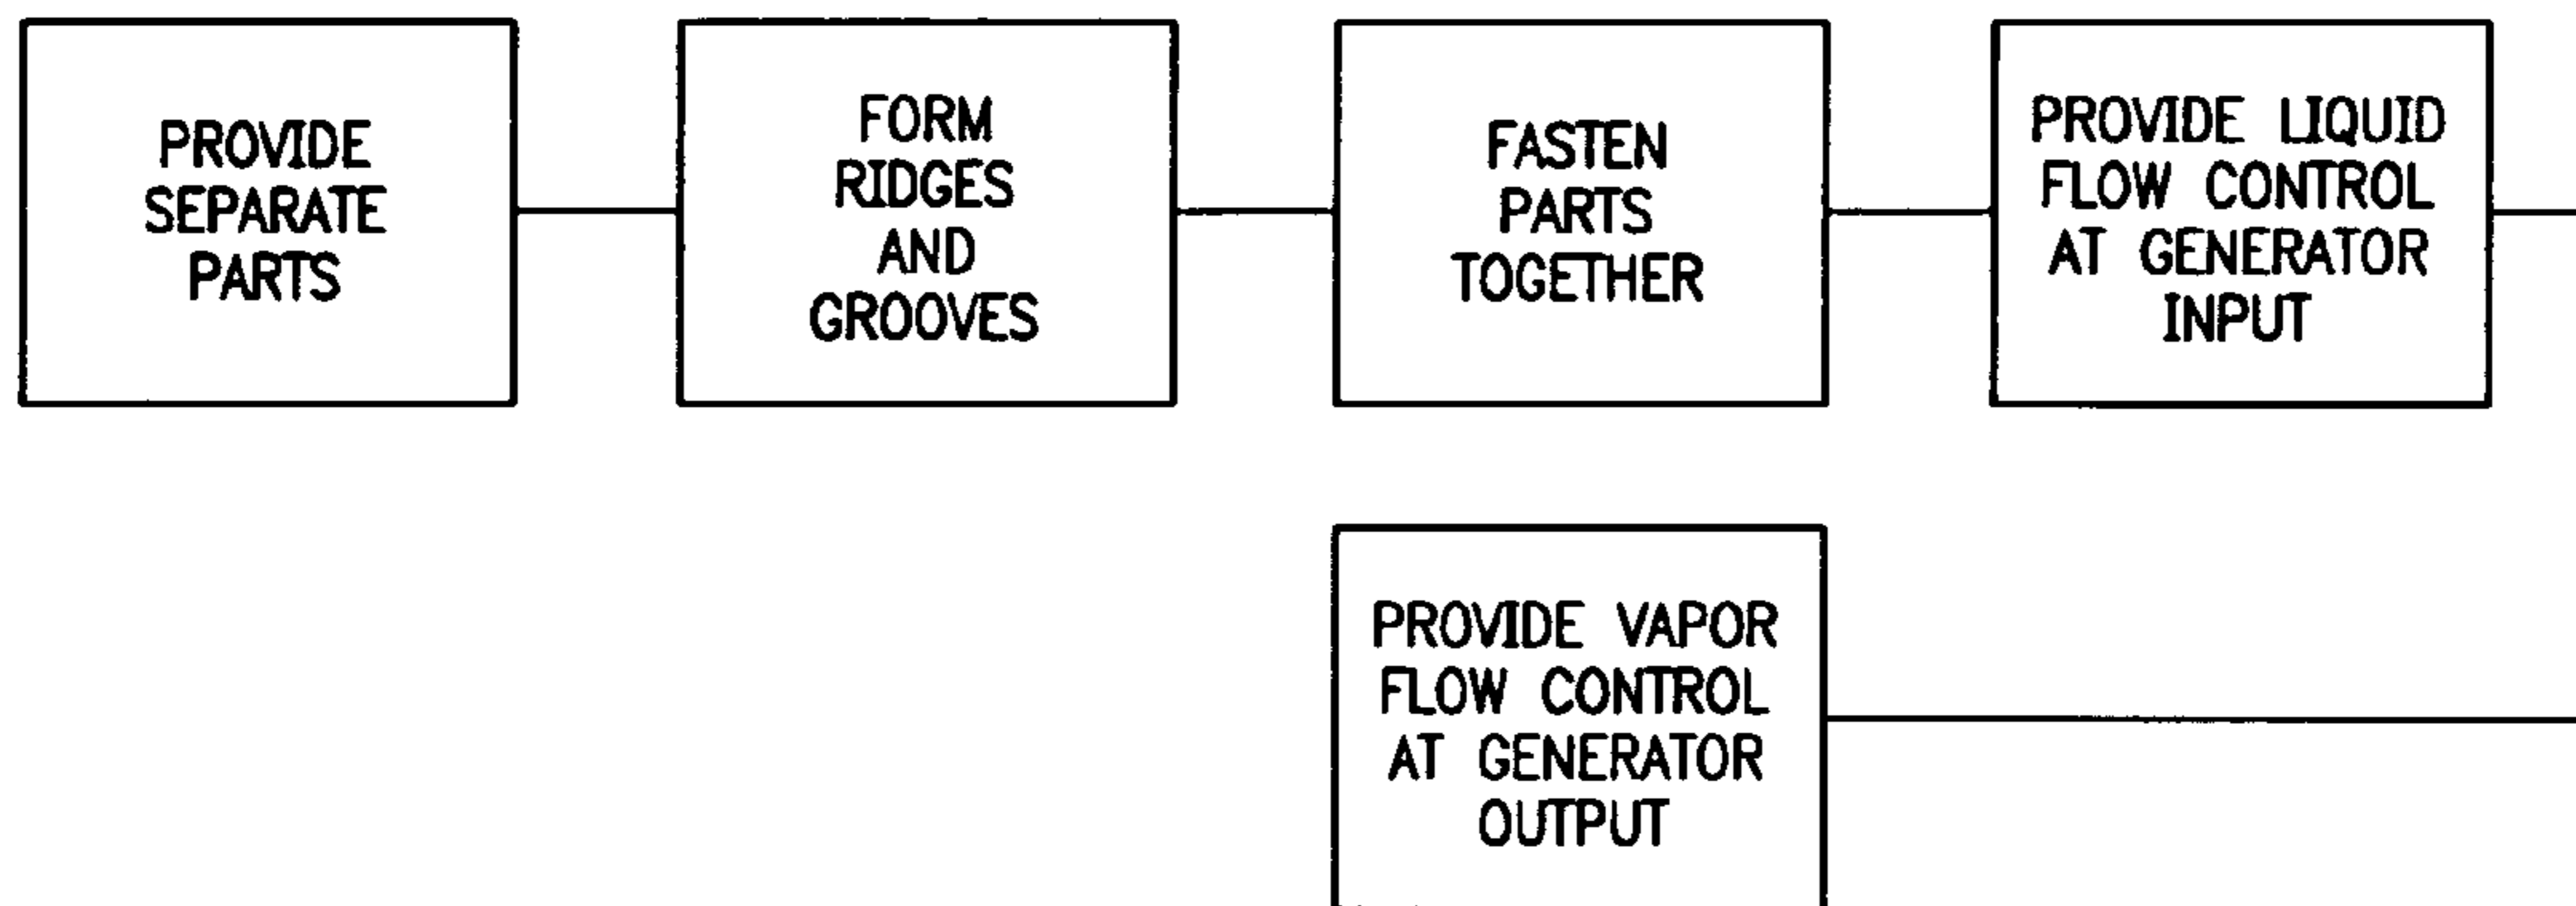 PROVIDE
SEPARATE
PARTS
FORM
RIDGES
AND
GROOVES
FASTEN
PARTS
TOGETHER
PROVIDE LIQUID
FLOW CONTROL
AT GENERATOR
INPUT
PROVIDE VAPOR
FLOW CONTROL
AT GENERATOR
OUTPUT